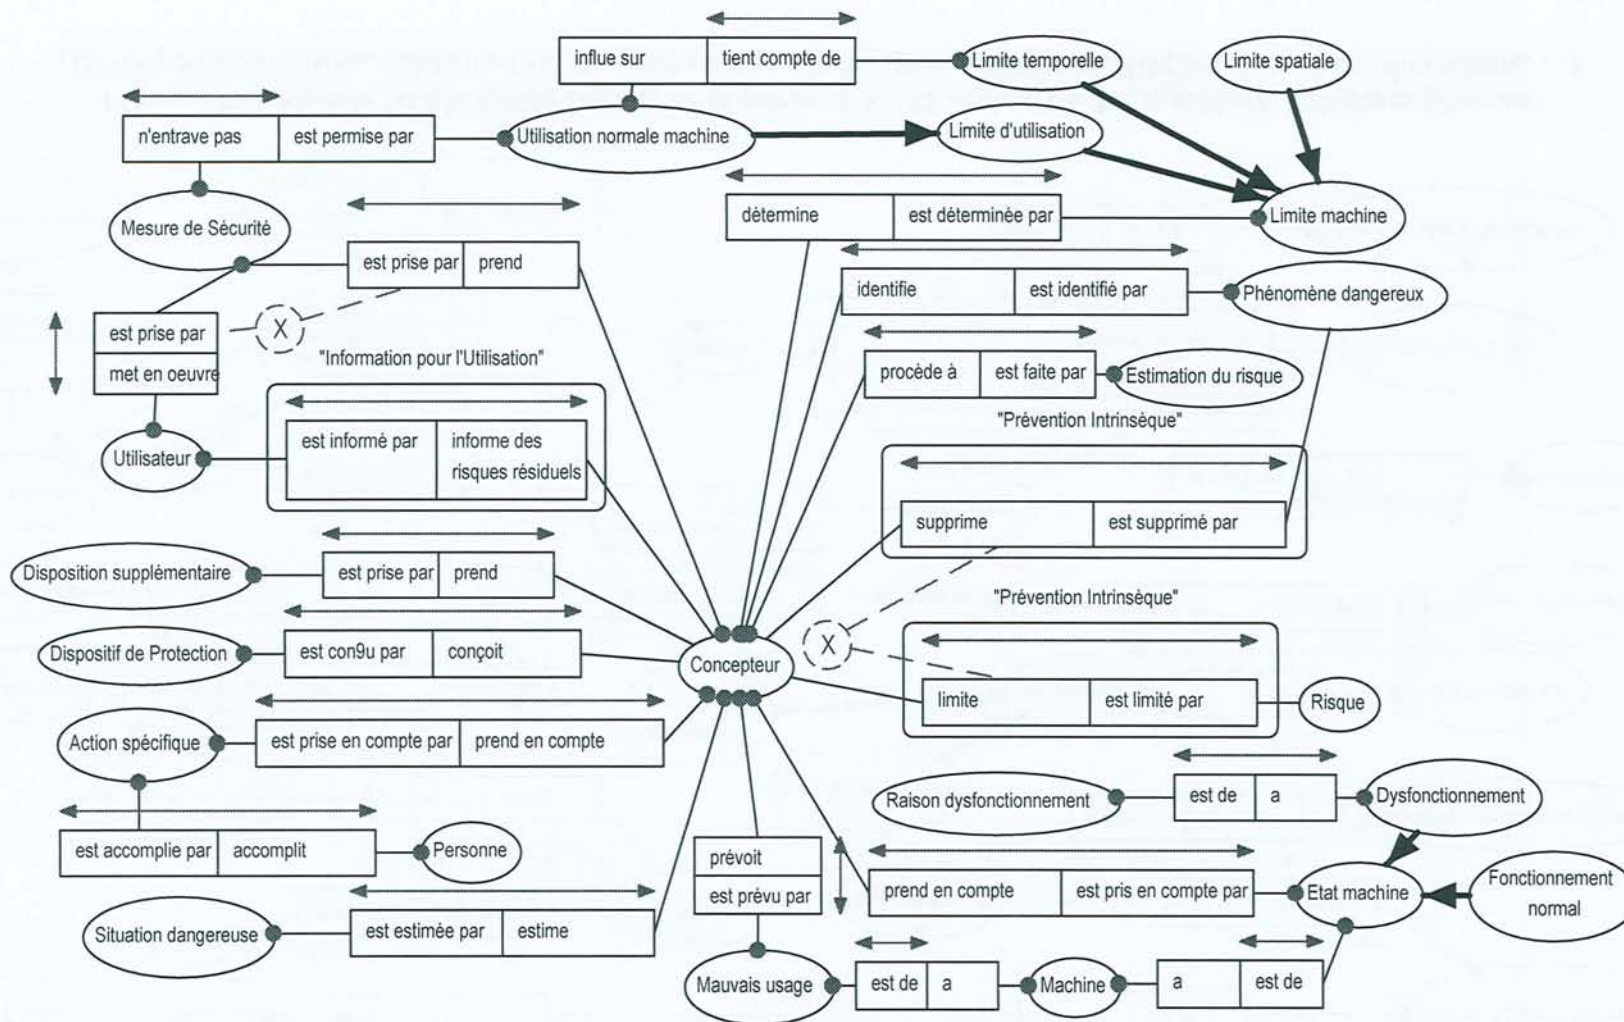 influe sur
tient compte de
Limite temporelle
Limite spatiale
n'entrave pas
est permise par
Utilisation normale machine
Limite d'utilisation
Mesure de Sécurité
détermine
est déterminée par
Limite machine
est prise par
prend
identifie
est identifié par
Phénomène dangereux
est prise par
met en oeuvre
X
"Information pour l'Utilisation"
procède à
est faite par
Estimation du risque
"Prévention Intrinsèque"
Utilisateur
est informé par
informe des
risques résiduels
supprime
est supprimé par
Disposition supplémentaire
est prise par
prend
"Prévention Intrinsèque"
Dispositif de Protection
est con9u par
conçoit
Concepteur
X
limite
est limité par
Risque
Action spécifique
est prise en compte par
prend en compte
Raison dysfonctionnement
est de
a
Dysfonctionnement
est accomplie par
accomplit
Personne
prévoit
est prévu par
prend en compte
est pris en compte par
Etat machine
Fonctionnement
normal
Situation dangereuse
est estimée par
estime
Mauvais usage
est de
a
Machine
a
est de